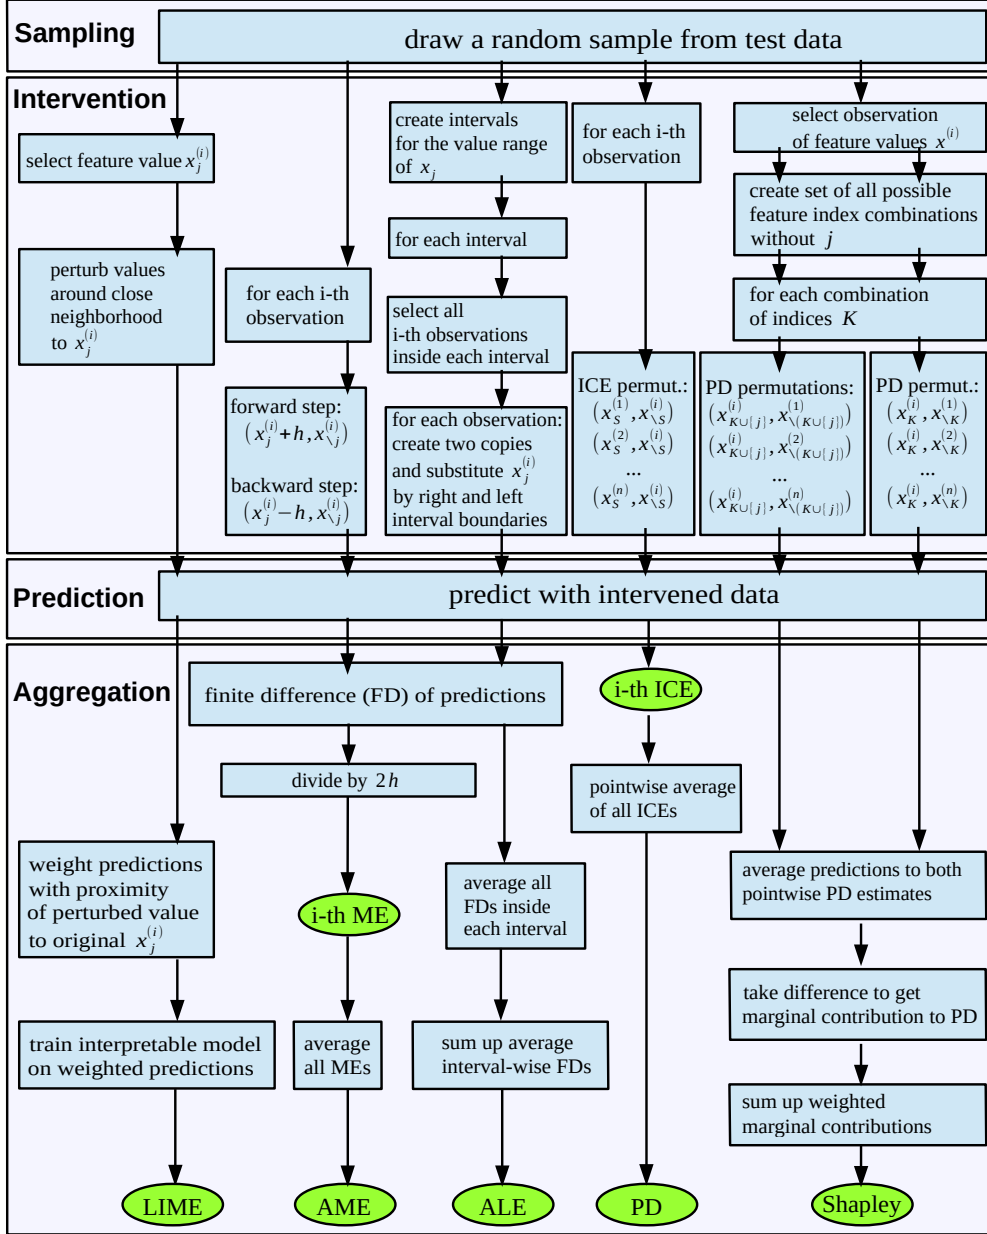 Sampling
draw a random sample from test data
Intervention
select feature value x_j^(i)
perturb values
around close
neighborhood
to x_j^(i)
for each i-th
observation
forward step:
(x_j^(i)+h, x_\j^(i))
backward step:
(x_j^(i)−h, x_\j^(i))
create intervals
for the value range
of x_j
for each interval
select all
i-th observations
inside each interval
for each observation:
create two copies
and substitute x_j^(i)
by right and left
interval boundaries
for each i-th
observation
ICE permut.:
(x_S^(1), x_\S^(i))
(x_S^(2), x_\S^(i))
...
(x_S^(n), x_\S^(i))
select observation
of feature values x^(i)
create set of all possible
feature index combinations
without j
for each combination
of indices K
PD permutations:
(x_K∪{j}^(i), x_\(K∪{j})^(1))
(x_K∪{j}^(i), x_\(K∪{j})^(2))
...
(x_K∪{j}^(i), x_\(K∪{j})^(n))
PD permut.:
(x_K^(i), x_\K^(1))
(x_K^(i), x_\K^(2))
...
(x_K^(i), x_\K^(n))
Prediction
predict with intervened data
Aggregation
finite difference (FD) of predictions
i-th ICE
divide by 2h
pointwise average
of all ICEs
weight predictions
with proximity
of perturbed value
to original x_j^(i)
i-th ME
average all
FDs inside
each interval
average predictions to both
pointwise PD estimates
take difference to get
marginal contribution to PD
train interpretable model
on weighted predictions
average
all MEs
sum up average
interval-wise FDs
sum up weighted
marginal contributions
LIME
AME
ALE
PD
Shapley